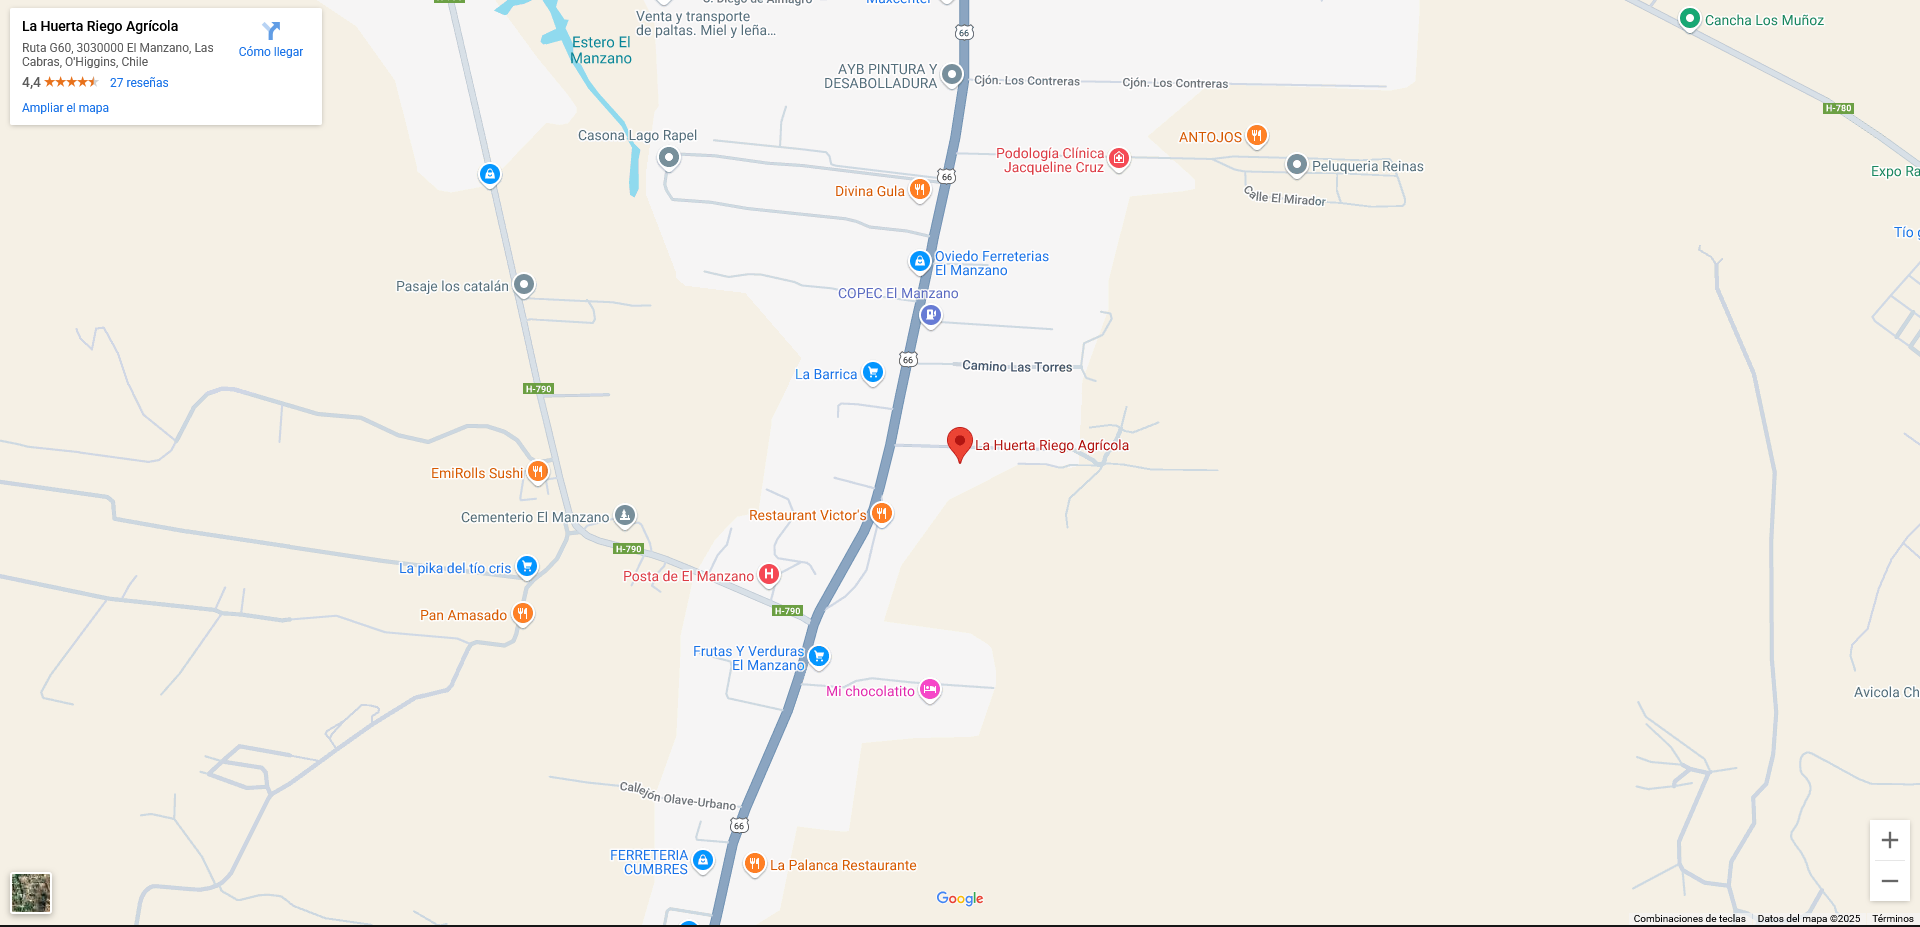 La Huerta Riego Agrícola
Ruta G60, 3030000 El Manzano, Las
Cabras, O'Higgins, Chile
4,4
27 reseñas
Cómo llegar
Ampliar el mapa
Venta y transporte
de paltas. Miel y leña...
Estero El
Manzano
66
Cancha Los Muñoz
AYB PINTURA Y
DESABOLLADURA
Cjón. Los Contreras
Cjón. Los Contreras
H-780
Casona Lago Rapel
ANTOJOS
Podología Clínica
Jacqueline Cruz
Peluqueria Reinas
Expo Ra
66
Divina Gula
Calle El Mirador
Tío g
Oviedo Ferreterias
El Manzano
Pasaje los catalán
COPEC El Manzano
66
Camino Las Torres
La Barrica
H-790
La Huerta Riego Agrícola
EmiRolls Sushi
Cementerio El Manzano
Restaurant Victor's
H-790
La pika del tío cris
Posta de El Manzano
H
H-790
Pan Amasado
Frutas Y Verduras
El Manzano
Mi chocolatito
Avicola Ch
Callejón Olave-Urbano
66
FERRETERIA
CUMBRES
La Palanca Restaurante
Google
Combinaciones de teclas
Datos del mapa ©2025
Términos